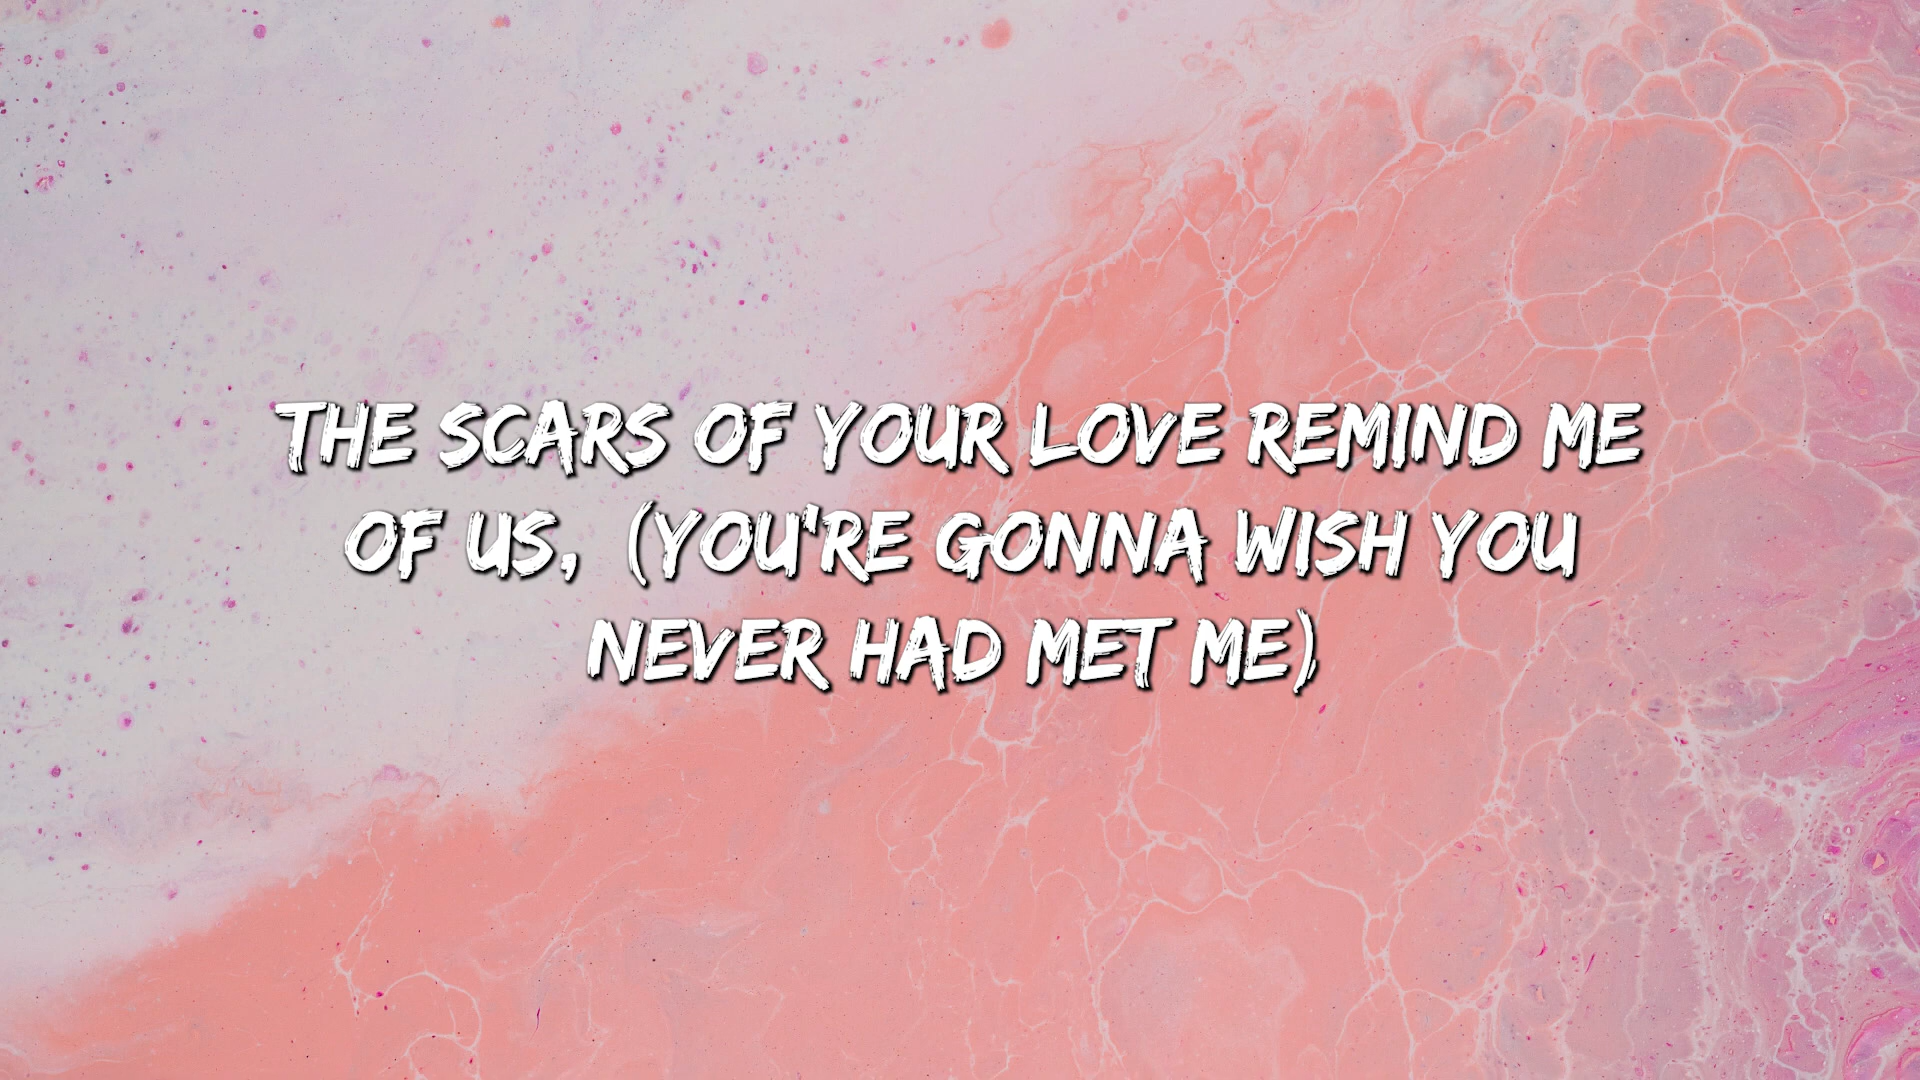 THE SCARS OF YOUR LOVE REMIND ME
OF US, (YOU'RE GONNA WISH YOU
NEVER HAD MET ME)